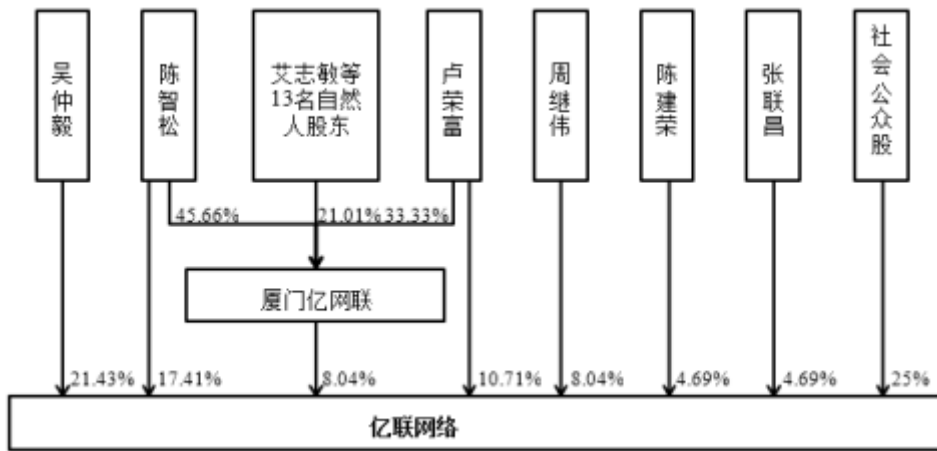 吴仲毅
陈智松
艾志敏等
13名自然
人股东
卢荣富
周继伟
陈建荣
张联昌
社会公众股
45.66%
21.01%
33.33%
厦门亿网联
21.43%
17.41%
8.04%
10.71%
8.04%
4.69%
4.69%
25%
亿联网络